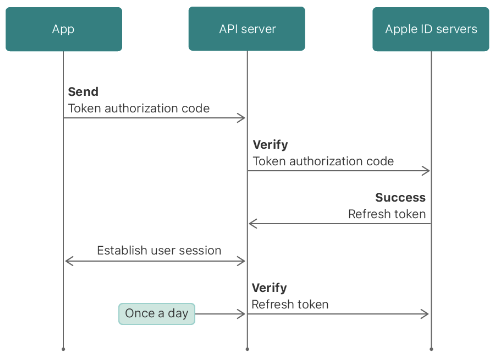 App
API server
Apple ID servers
Send
Token authorization code
Verify
Token authorization code
Success
Refresh token
Establish user session
Verify
Refresh token
Once a day